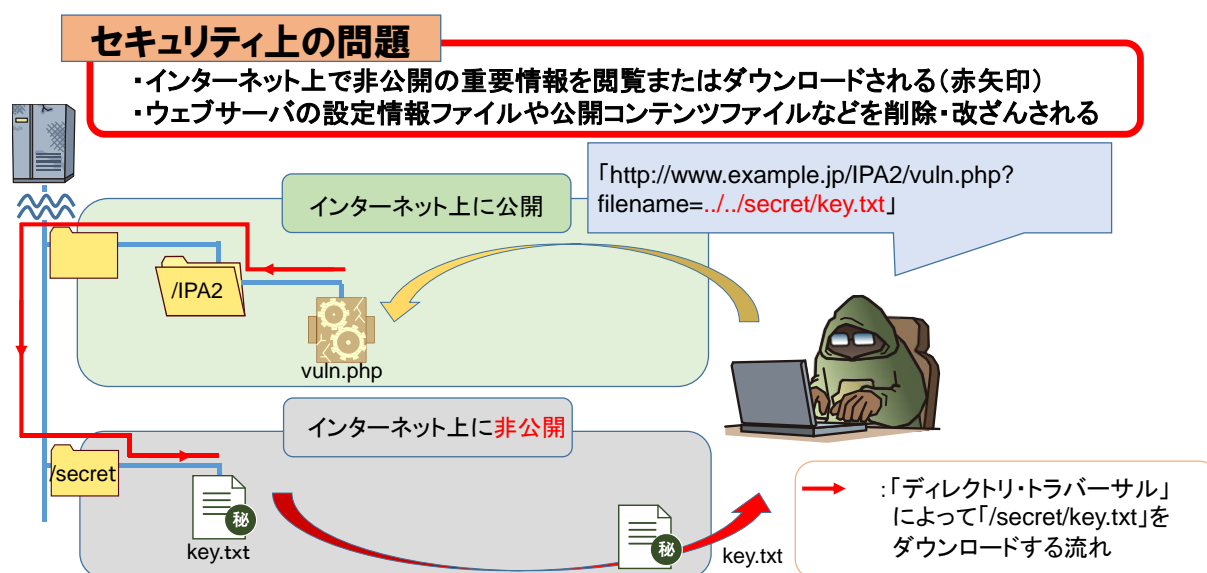 セキュリティ上の問題
・インターネット上で非公開の重要情報を閲覧またはダウンロードされる（赤矢印）
・ウェブサーバの設定情報ファイルや公開コンテンツファイルなどを削除・改ざんされる
インターネット上に公開
「http://www.example.jp/IPA2/vuln.php?
filename=../../secret/key.txt」
/IPA2
vuln.php
インターネット上に非公開
/secret
秘
key.txt
秘
key.txt
:「ディレクトリ・トラバーサル」
によって「/secret/key.txt」を
ダウンロードする流れ